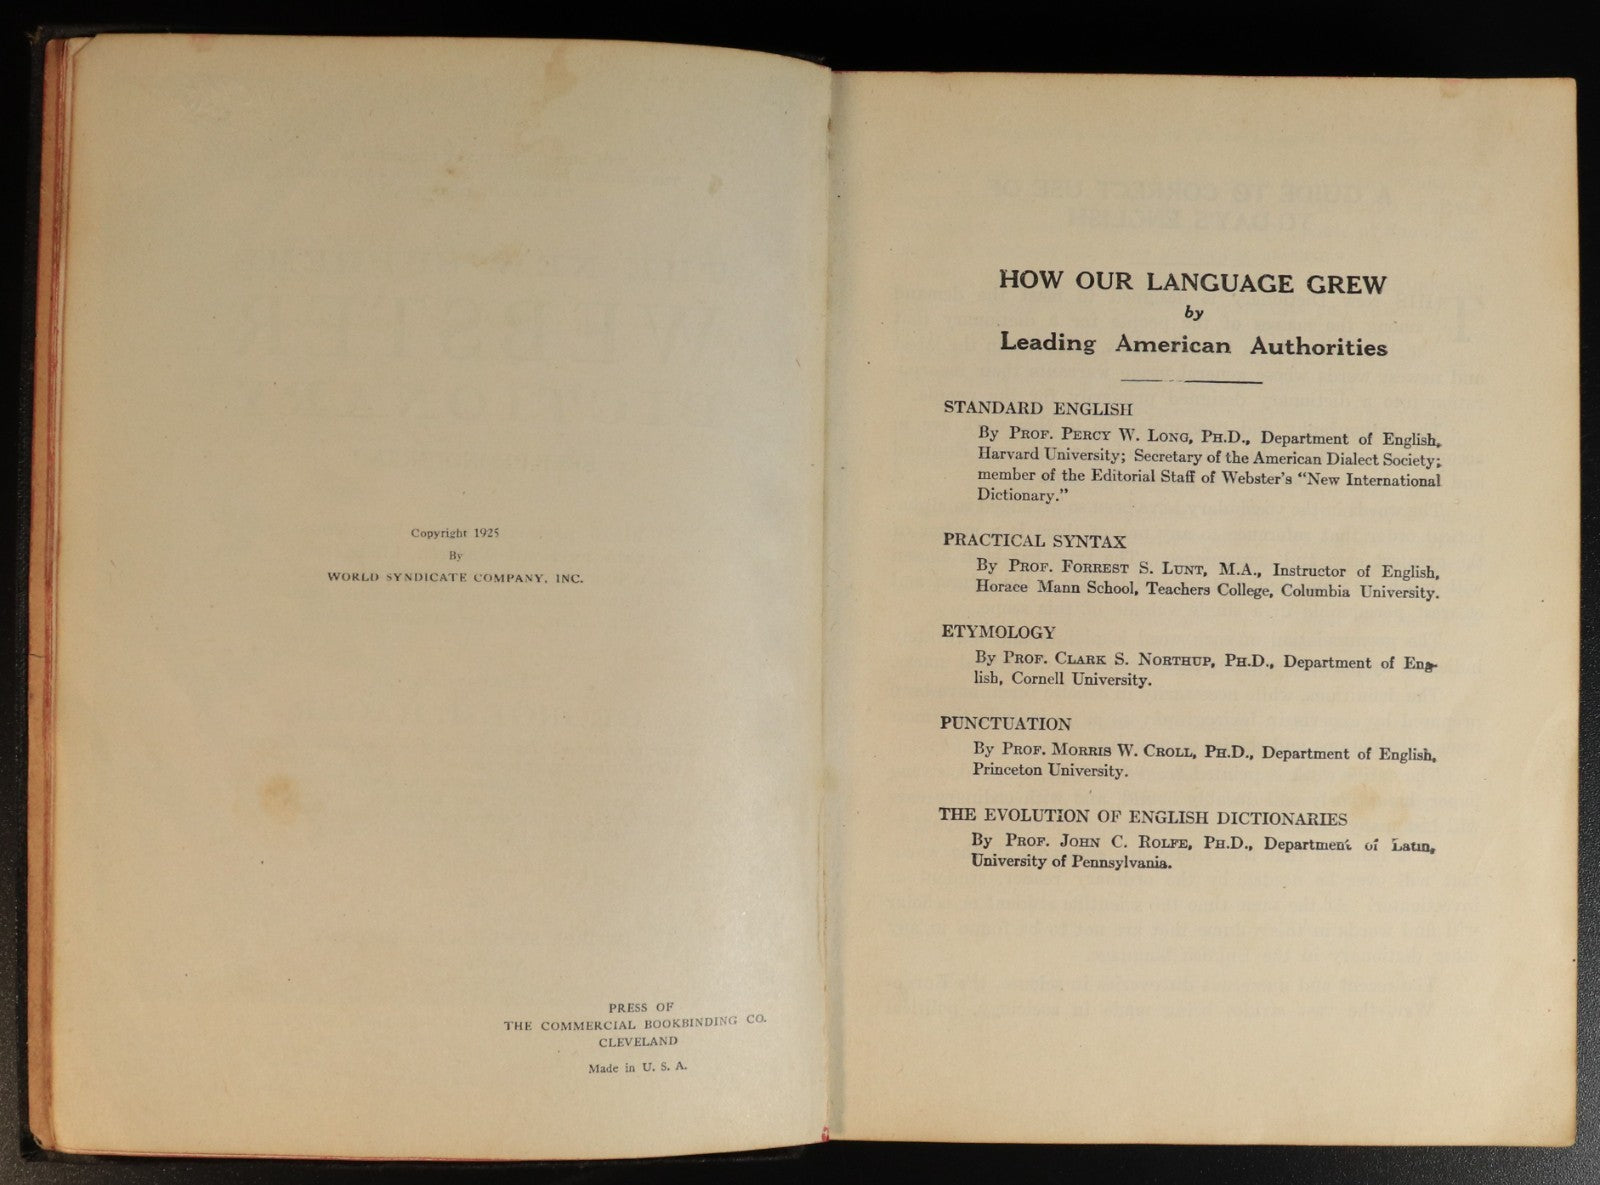 Copyright 1925
By
WORLD SYNDICATE COMPANY, INC.
PRESS OF
THE COMMERCIAL BOOKBINDING CO.
CLEVELAND
Made in U. S. A.
HOW OUR LANGUAGE GREW
by
Leading American Authorities
STANDARD ENGLISH
By PROF. PERCY W. LONG, PH.D., Department of English,
Harvard University; Secretary of the American Dialect Society;
member of the Editorial Staff of Webster's "New International
Dictionary."
PRACTICAL SYNTAX
By PROF. FORREST S. LUNT, M.A., Instructor of English,
Horace Mann School, Teachers College, Columbia University.
ETYMOLOGY
By PROF. CLARK S. NORTHUP, PH.D., Department of Eng-
lish, Cornell University.
PUNCTUATION
By PROF. MORRIS W. CROLL, PH.D., Department of English,
Princeton University.
THE EVOLUTION OF ENGLISH DICTIONARIES
By PROF. JOHN C. ROLFE, PH.D., Department of Latin,
University of Pennsylvania.